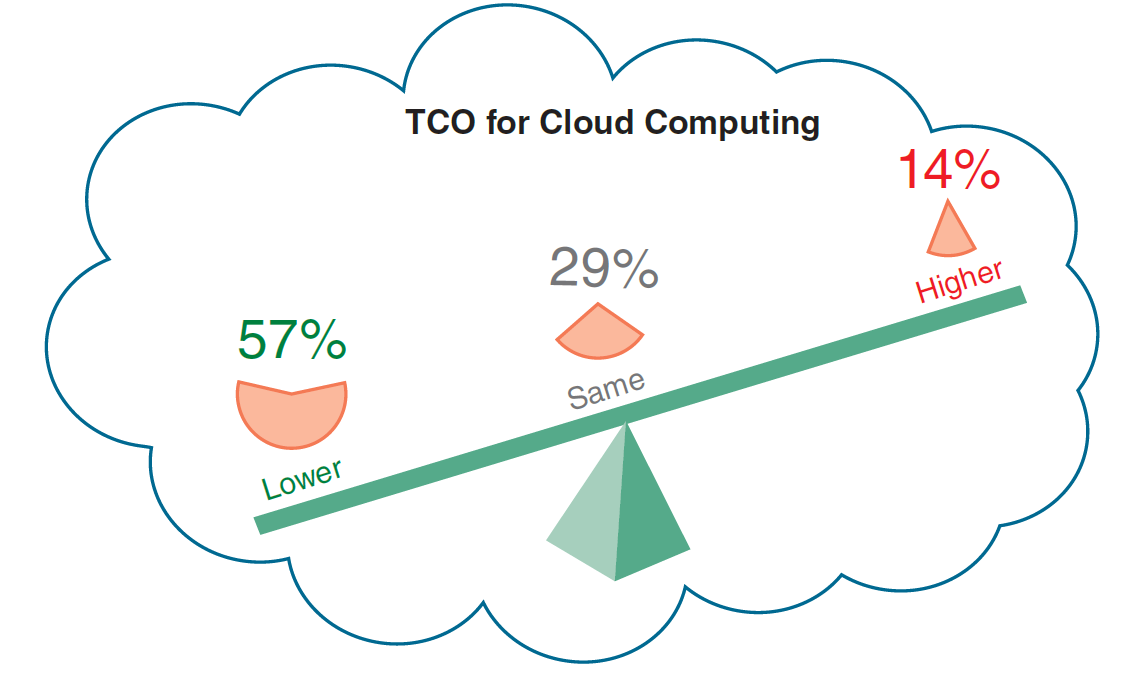 TCO for Cloud Computing
14%
Higher
29%
Same
57%
Lower